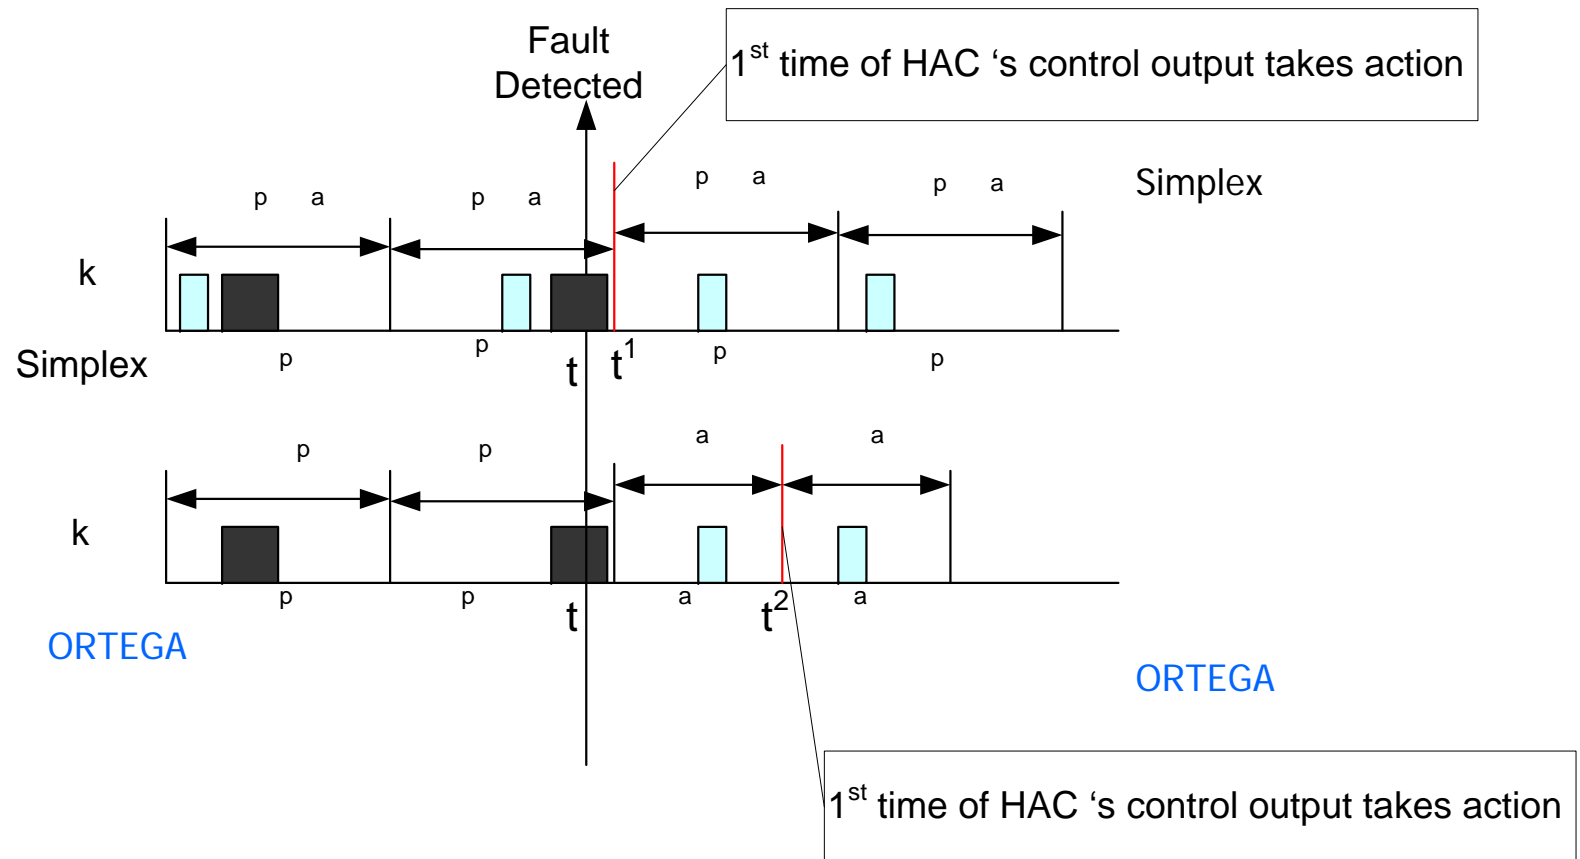 Fault
Detected
1st time of HAC ‘s control output takes action
p a
p a
p a
p a
Simplex
k
Simplex
p
p
t
t1
p
p
p
p
a
a
k
p
p
t
a
t2
a
ORTEGA
ORTEGA
1st time of HAC ‘s control output takes action